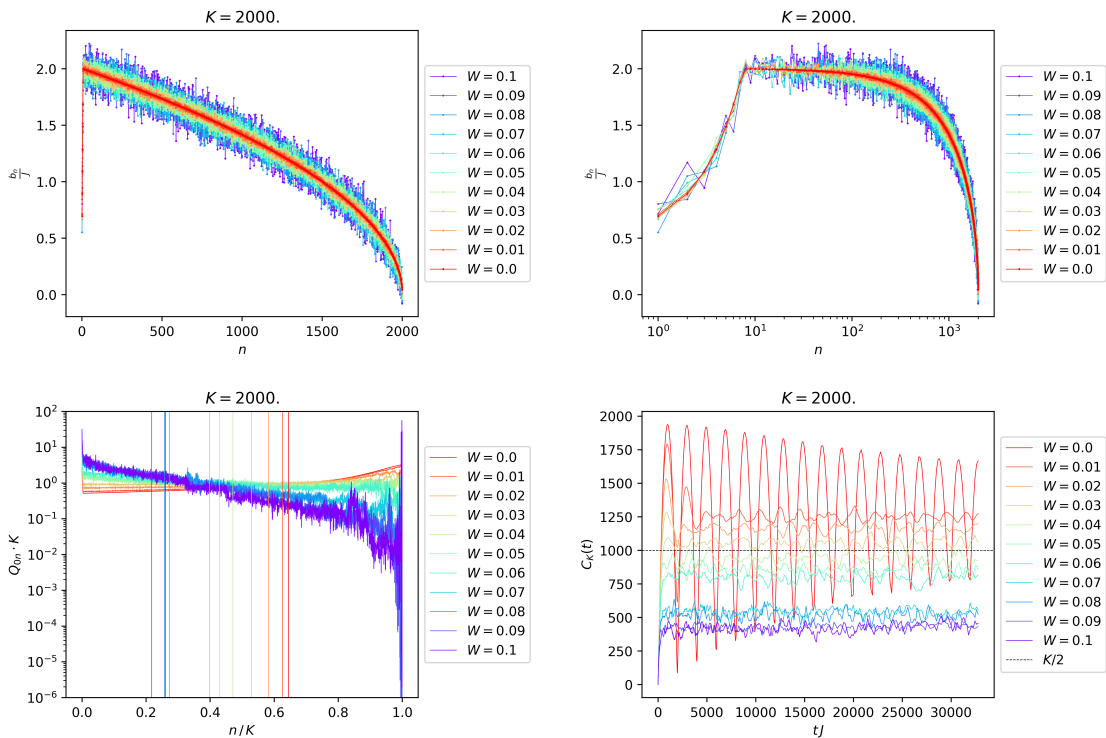 K = 2000.
b_n/J
2.0
1.5
1.0
0.5
0.0
0 500 1000 1500 2000
n
W = 0.1
W = 0.09
W = 0.08
W = 0.07
W = 0.06
W = 0.05
W = 0.04
W = 0.03
W = 0.02
W = 0.01
W = 0.0
K = 2000.
b_n/J
2.0
1.5
1.0
0.5
0.0
10^0 10^1 10^2 10^3
n
W = 0.1
W = 0.09
W = 0.08
W = 0.07
W = 0.06
W = 0.05
W = 0.04
W = 0.03
W = 0.02
W = 0.01
W = 0.0
K = 2000.
Q_{0n} · K
10^2
10^1
10^0
10^{-1}
10^{-2}
10^{-3}
10^{-4}
10^{-5}
10^{-6}
0.0 0.2 0.4 0.6 0.8 1.0
n / K
W = 0.0
W = 0.01
W = 0.02
W = 0.03
W = 0.04
W = 0.05
W = 0.06
W = 0.07
W = 0.08
W = 0.09
W = 0.1
K = 2000.
C_K(t)
2000
1750
1500
1250
1000
750
500
250
0
0 5000 10000 15000 20000 25000 30000
t J
W = 0.0
W = 0.01
W = 0.02
W = 0.03
W = 0.04
W = 0.05
W = 0.06
W = 0.07
W = 0.08
W = 0.09
W = 0.1
K/2